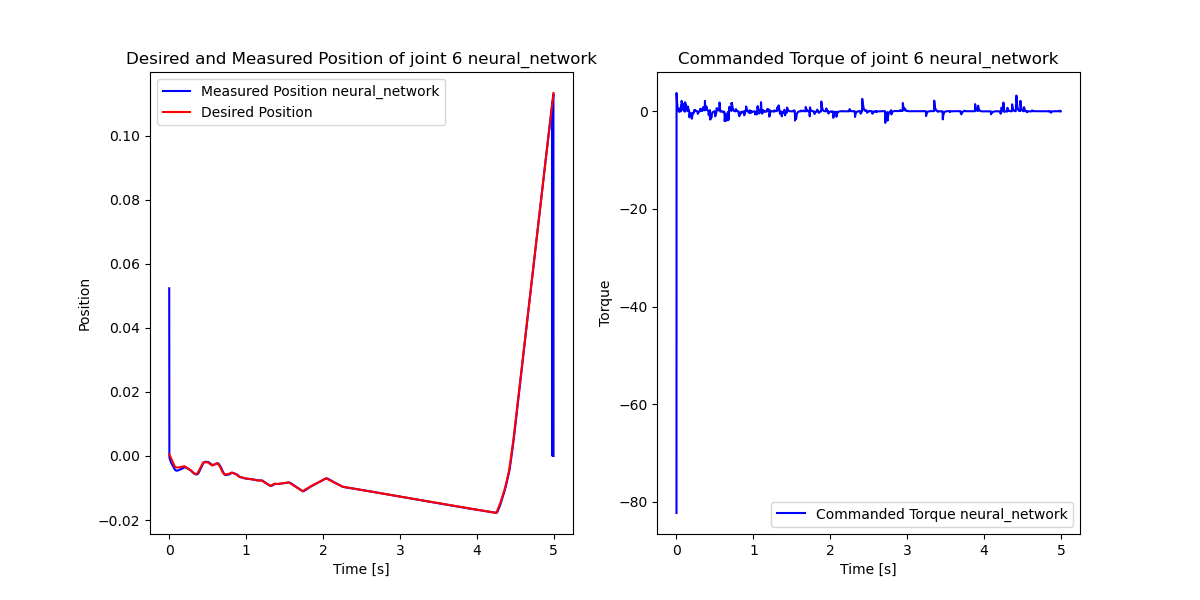 Desired and Measured Position of joint 6 neural_network
Measured Position neural_network
Desired Position
Position
0.10
0.08
0.06
0.04
0.02
0.00
−0.02
0 1 2 3 4 5
Time [s]
Commanded Torque of joint 6 neural_network
Torque
0
−20
−40
−60
−80
Commanded Torque neural_network
0 1 2 3 4 5
Time [s]